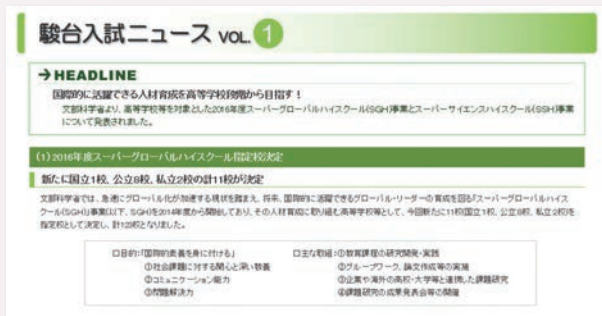 駿台入試ニュース VOL. 1
→HEADLINE
国際的に活躍できる人材育成を高等学校段階から目指す！
文部科学省より、高等学校等を対象とした2016年度スーパーグローバルハイスクール(SGH)事業とスーパーサイエンスハイスクール(SSH)事業
について発表されました。
(1)2016年度スーパーグローバルハイスクール指定校決定
新たに国立1校、公立8校、私立2校の計11校が決定
文部科学省では、急速にグローバル化が加速する現状を踏まえ、将来、国際的に活躍できるグローバル・リーダーの育成を図る「スーパーグローバルハイス
クール(SGH)」事業(以下、SGH)を2014年度から開始しており、その人材育成に取り組む高等学校等として、今回新たに11校(国立1校、公立8校、私立2校)を
指定校として決定し、計123校となりました。
□目的：「国際的素養を身に付ける」 □主な取組：①教育課程の研究開発・実践
①社会課題に対する関心と深い教養 ②グループワーク、論文作成等の実施
②コミュニケーション能力 ③企業や海外の高校・大学等と連携した課題研究
③問題解決力 ④課題研究の成果発表会等の開催